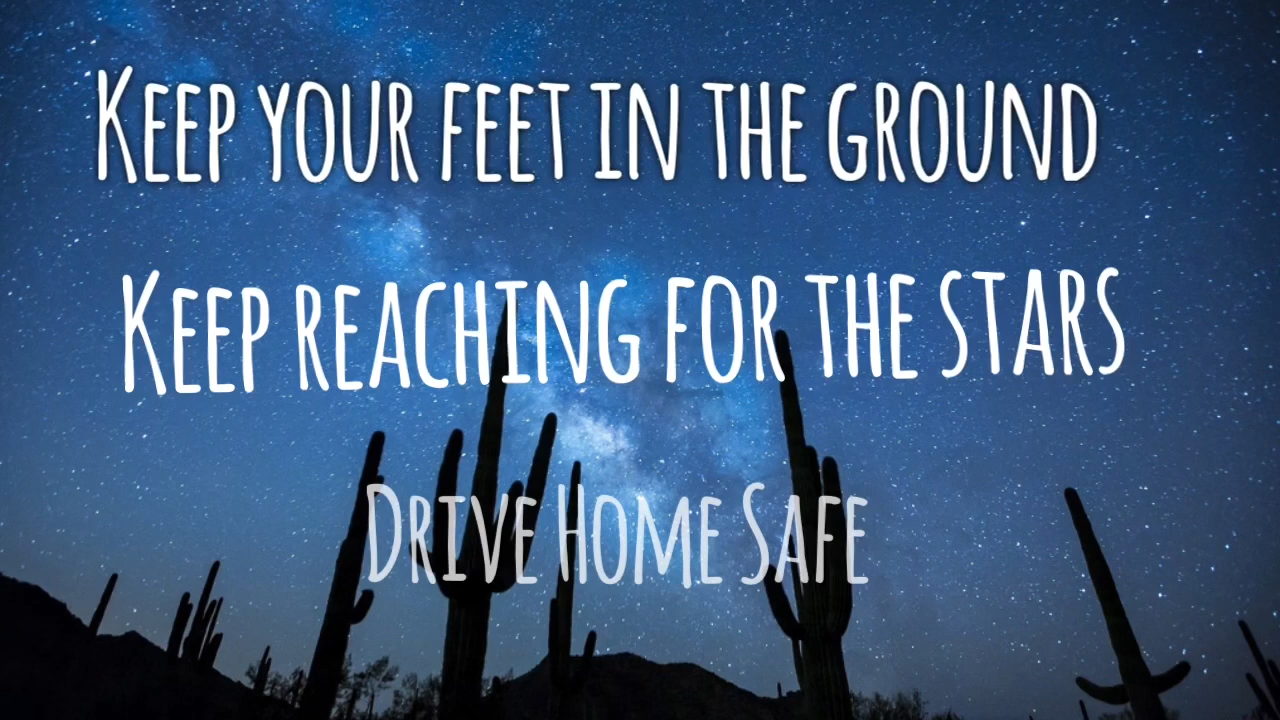 Keep your feet in the ground
Keep reaching for the stars
Drive Home Safe